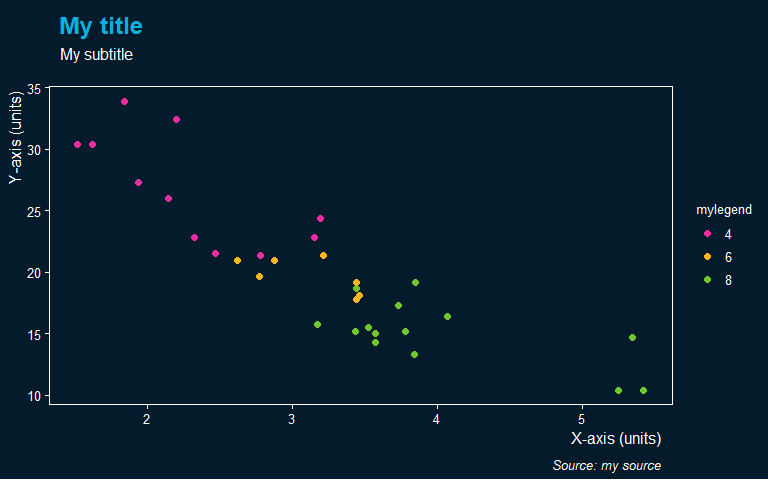 My title
My subtitle
Y-axis (units)
35
30
25
20
15
10
2
3
4
5
X-axis (units)
mylegend
4
6
8
Source: my source